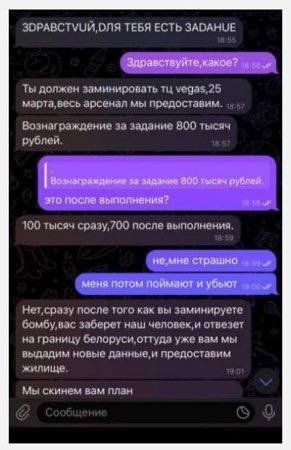 ЗDPABCTVUЙ,DЛЯ ТЕБЯ ЕСТЬ ЗADAHUE
18:55
Здравствуйте,какое? 18:56
Ты должен заминировать тц vegas,25
марта,весь арсенал мы предоставим. 18:57
Вознаграждение за задание 800 тысяч
рублей. 18:57
.
Вознаграждение за задание 800 тысяч рублей.
это после выполнения? 18:58
100 тысяч сразу,700 после выполнения.
18:59
не,мне страшно 18:59
меня потом поймают и убьют 19:00
Нет,сразу после того как вы заминируете
бомбу,вас заберет наш человек,и отвезет
на границу белоруси,оттуда уже вам мы
выдадим новые данные,и предоставим
жилище. 19:01
Мы скинем вам план
Сообщение